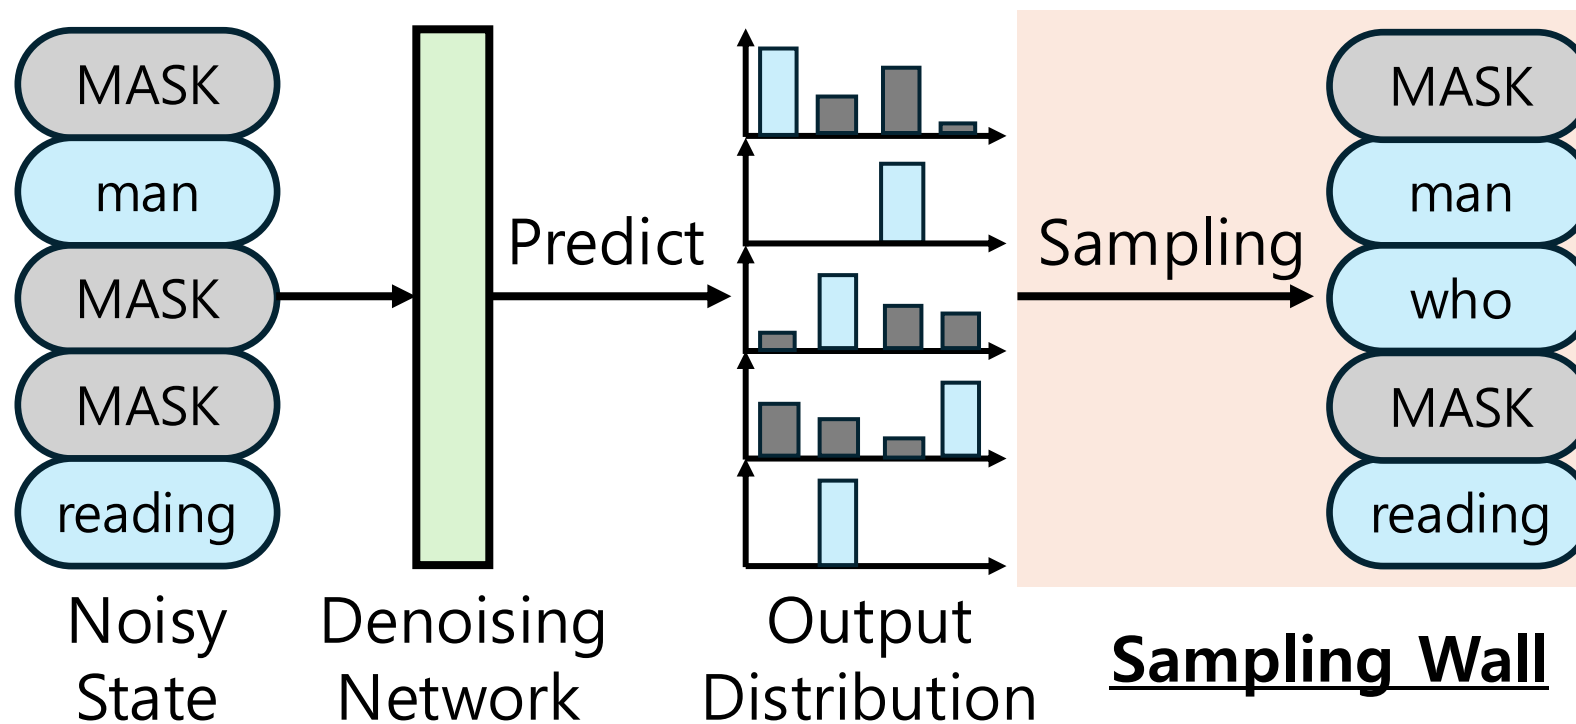 MASK
man
MASK
MASK
reading
Noisy
State
Denoising
Network
Predict
Output
Distribution
Sampling
MASK
man
who
MASK
reading
Sampling Wall